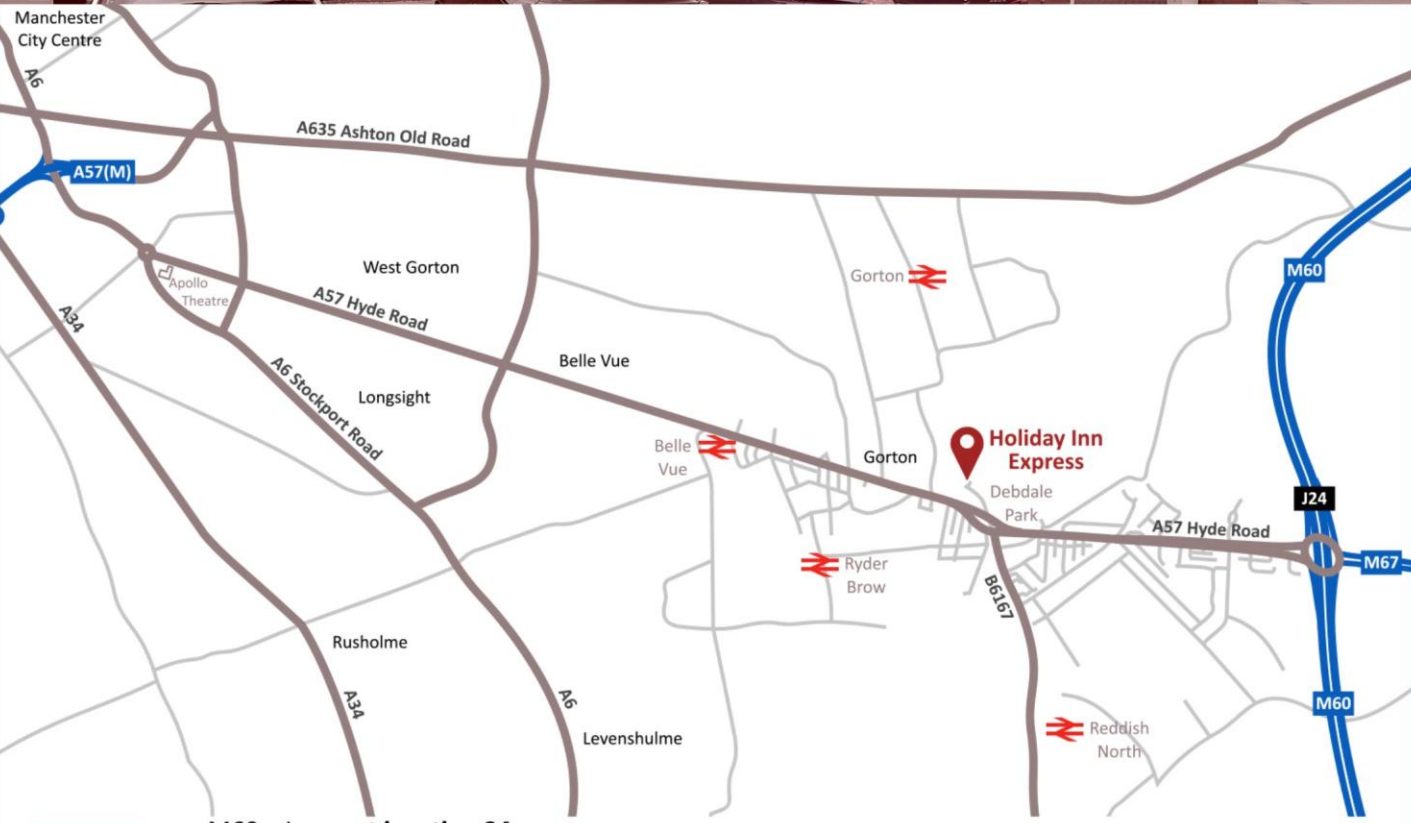 Manchester
City Centre
A6
A635 Ashton Old Road
A57(M)
West Gorton
Gorton
M60
Apollo
Theatre
A57 Hyde Road
A34
Belle Vue
A6 Stockport Road
Longsight
Belle
Vue
Gorton
Holiday Inn
Express
Debdale
Park
J24
A57 Hyde Road
M67
Ryder
Brow
B6167
Rusholme
A34
A6
Levenshulme
Reddish
North
M60